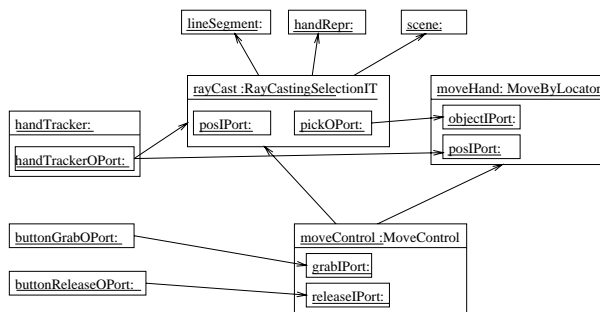 lineSegment:
handRepr:
scene:
rayCast :RayCastingSelectionIT
moveHand: MoveByLocator
handTracker:
posIPort:
pickOPort:
objectIPort:
handTrackerOPort:
posIPort:
buttonGrabOPort:
moveControl :MoveControl
grabIPort:
buttonReleaseOPort:
releaseIPort: